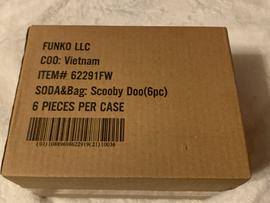 FUNKO LLC
COO: Vietnam
ITEM# 62291FW
SODA&Bag: Scooby Doo(6pc)
6 PIECES PER CASE